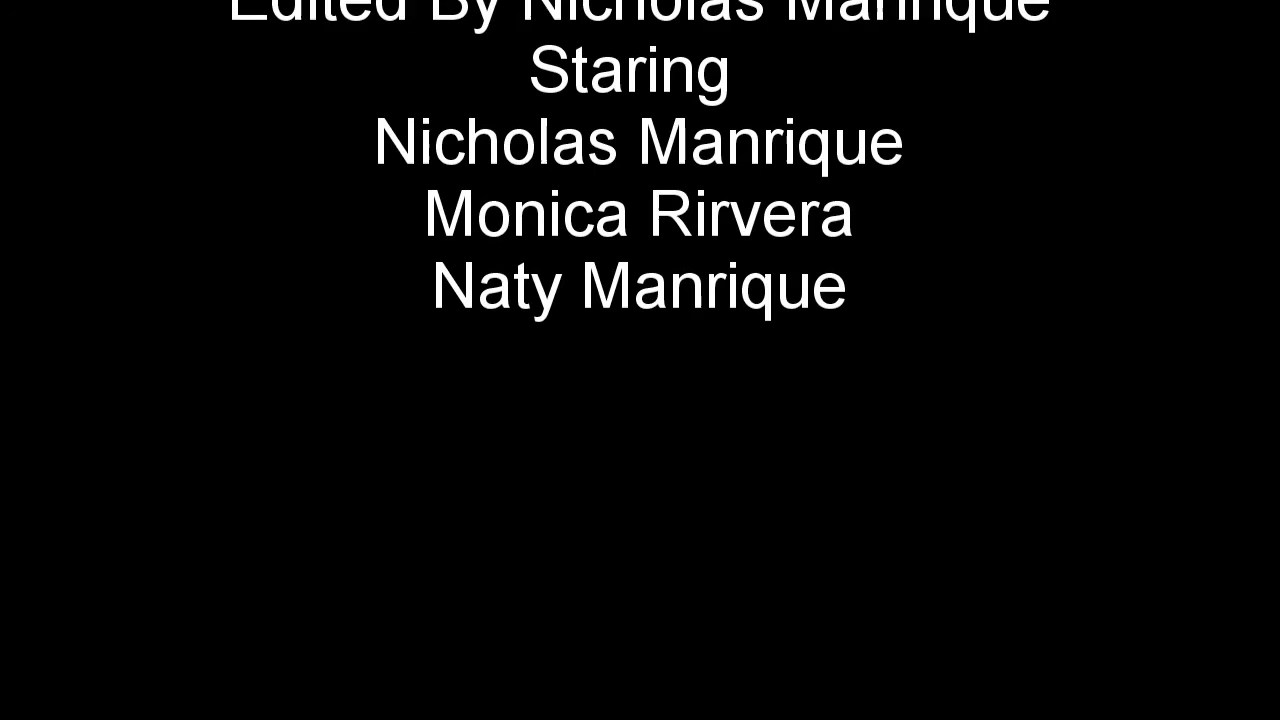 Edited By Nicholas Manrique
Staring
Nicholas Manrique
Monica Rirvera
Naty Manrique